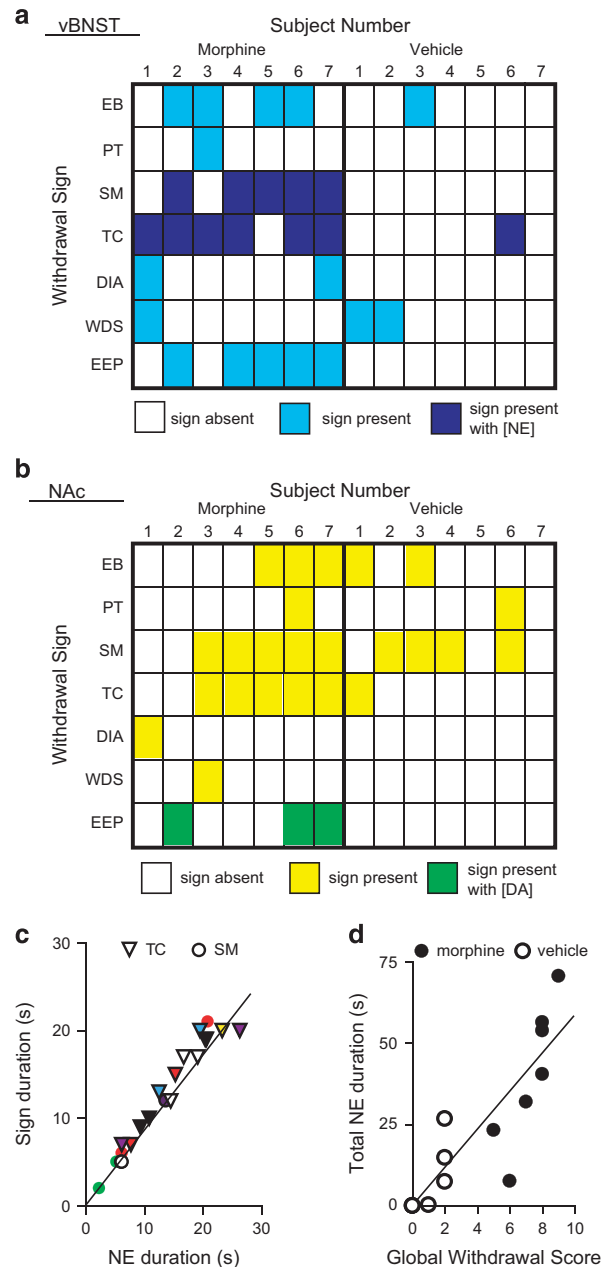 a
vBNST
Subject Number
Morphine Vehicle
1 2 3 4 5 6 7 1 2 3 4 5 6 7
Withdrawal Sign
EB
PT
SM
TC
DIA
WDS
EEP
sign absent
sign present
sign present
with [NE]
b
NAc
Subject Number
Morphine Vehicle
1 2 3 4 5 6 7 1 2 3 4 5 6 7
Withdrawal Sign
EB
PT
SM
TC
DIA
WDS
EEP
sign absent
sign present
sign present
with [DA]
c
TC SM
Sign duration (s)
30
20
10
0
0 10 20 30
NE duration (s)
d
morphine vehicle
Total NE duration (s)
75
50
25
0
0 2 4 6 8 10
Global Withdrawal Score